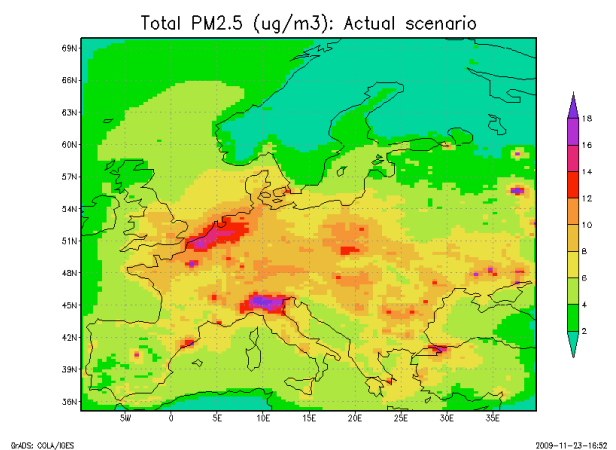 Total PM2.5 (ug/m3): Actual scenario
69N
66N
63N
60N
57N
54N
51N
48N
45N
42N
39N
36N
5W 0 5E 10E 15E 20E 25E 30E 35E
18
16
14
12
10
8
6
4
2
GrADS: COLA/IGES
2009-11-23-16:52